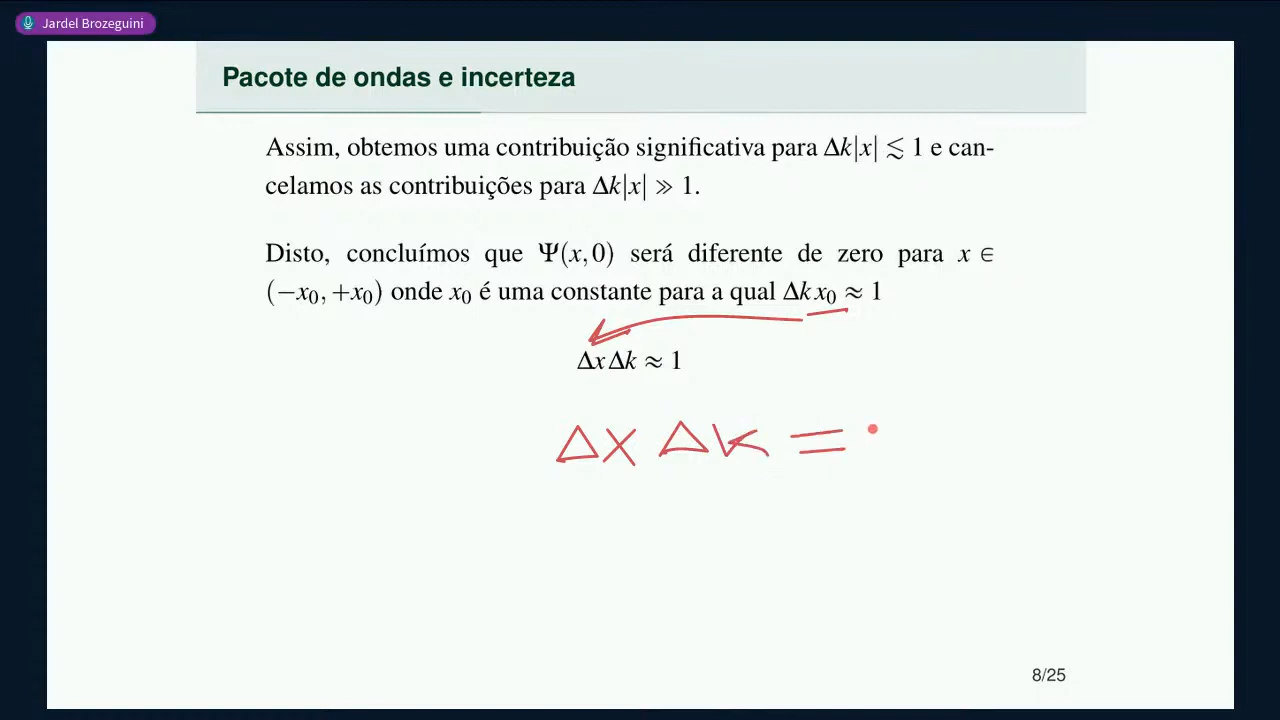 Jardel Brozeguini
Pacote de ondas e incerteza
Assim, obtemos uma contribuição significativa para Δk|x| ≲ 1 e can-
celamos as contribuições para Δk|x| ≫ 1.
Disto, concluímos que Ψ(x,0) será diferente de zero para x ∈
(−x₀,+x₀) onde x₀ é uma constante para a qual Δk x₀ ≈ 1
Δx Δk ≈ 1
Δx Δk =
8/25